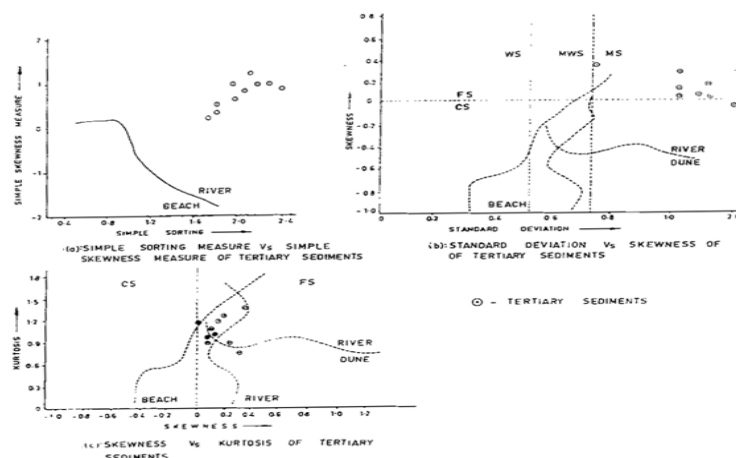 SIMPLE SKEWNESS MEASURE
2
1
0
-1
-2
0.4 0.8 1.2 1.6 2.0 2.4
RIVER
BEACH
SIMPLE SORTING
(a): SIMPLE SORTING MEASURE Vs SIMPLE
SKEWNESS MEASURE OF TERTIARY SEDIMENTS
SKEWNESS
0.8
0.6
0.4
0.2
0.0
-0.2
-0.4
-0.6
-0.8
-1.0
WS MWS MS
FS
CS
RIVER
DUNE
BEACH
0 0.2 0.4 0.6 0.8 1.0
STANDARD DEVIATION
(b): STANDARD DEVIATION Vs SKEWNESS OF
OF TERTIARY SEDIMENTS
- TERTIARY SEDIMENTS
KURTOSIS
1.8
1.5
1.2
0.9
0.6
0.3
0
CS FS
RIVER
DUNE
BEACH RIVER
-1.0 -0.8 -0.6 -0.4 -0.2 0 0.2 0.4 0.6 0.8 1.0 1.2
SKEWNESS
(c): SKEWNESS Vs KURTOSIS OF TERTIARY
SEDIMENTS